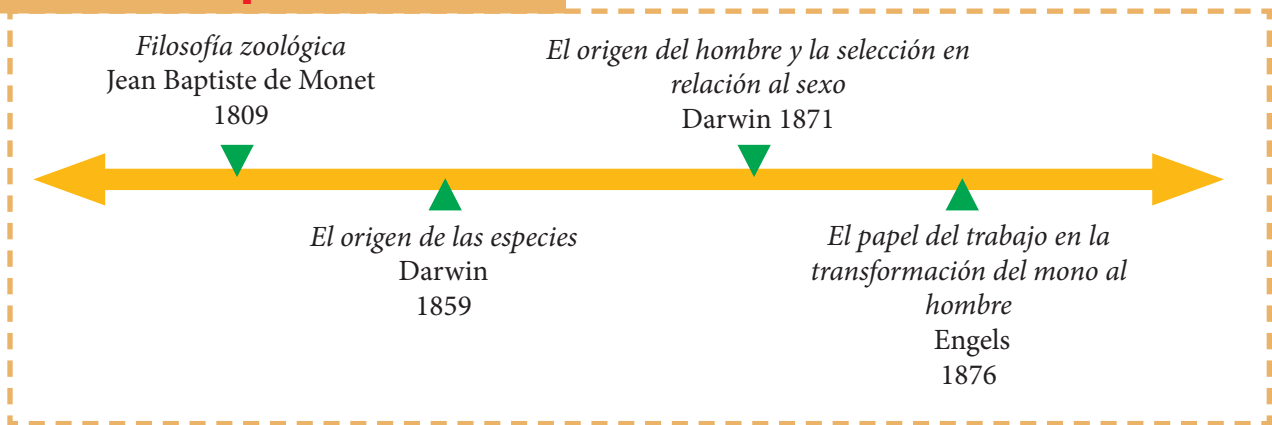 Filosofía zoológica
Jean Baptiste de Monet
1809
El origen del hombre y la selección en
relación al sexo
Darwin 1871
El origen de las especies
Darwin
1859
El papel del trabajo en la
transformación del mono al
hombre
Engels
1876